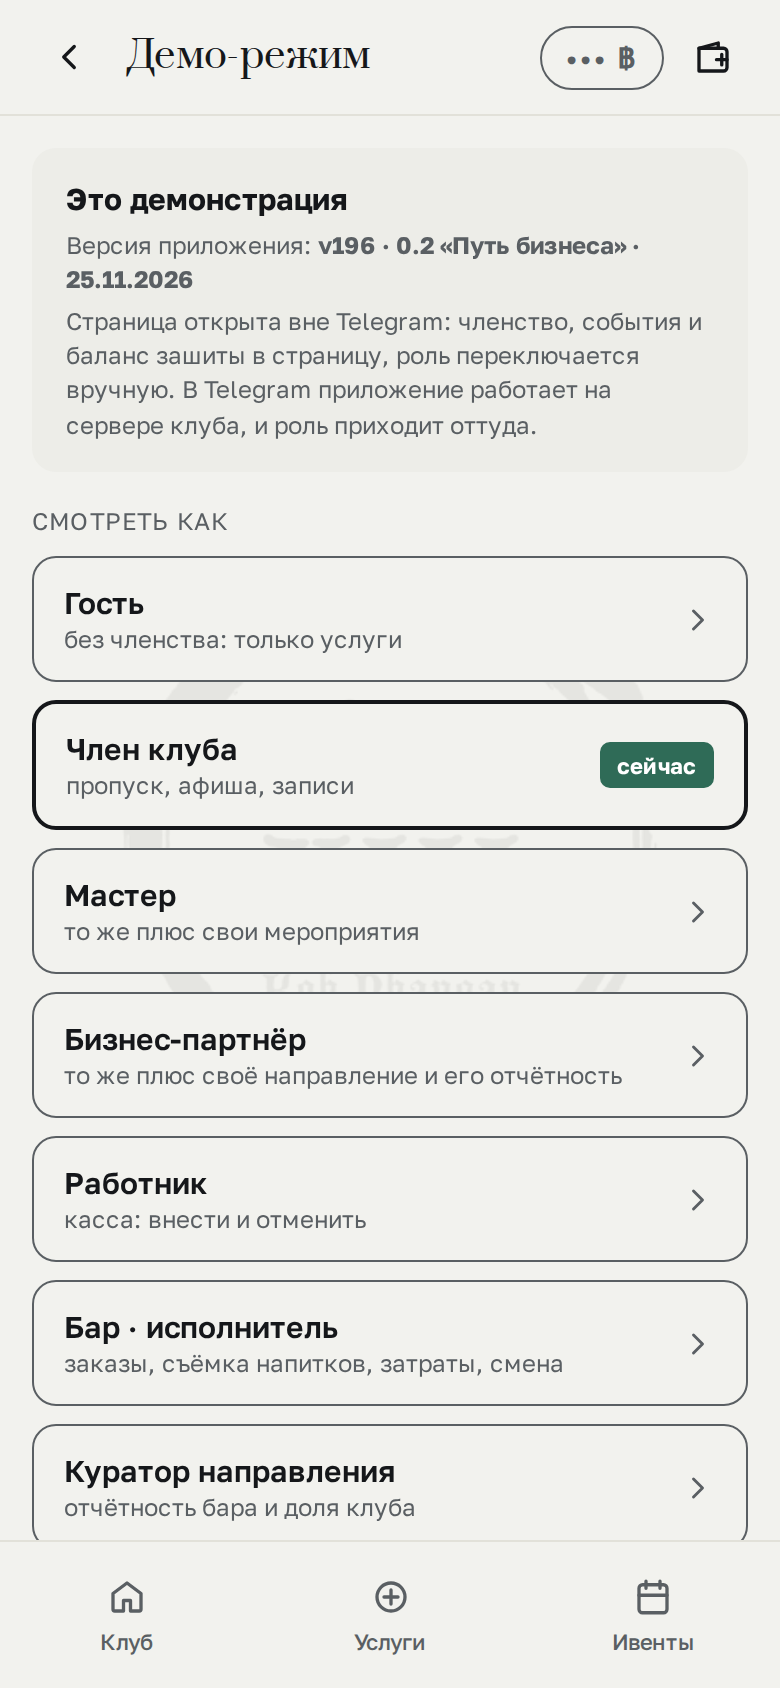 Демо-режим
••• ฿
Это демонстрация
Версия приложения: v196 · 0.2 «Путь бизнеса» ·
25.11.2026
Страница открыта вне Telegram: членство, события и
баланс зашиты в страницу, роль переключается
вручную. В Telegram приложение работает на
сервере клуба, и роль приходит оттуда.
СМОТРЕТЬ КАК
Гость
без членства: только услуги
Член клуба
пропуск, афиша, записи
сейчас
Мастер
то же плюс свои мероприятия
Koh Phangan
Бизнес-партнёр
то же плюс своё направление и его отчётность
Работник
касса: внести и отменить
Бар · исполнитель
заказы, съёмка напитков, затраты, смена
Куратор направления
отчётность бара и доля клуба
Клуб
Услуги
Ивенты